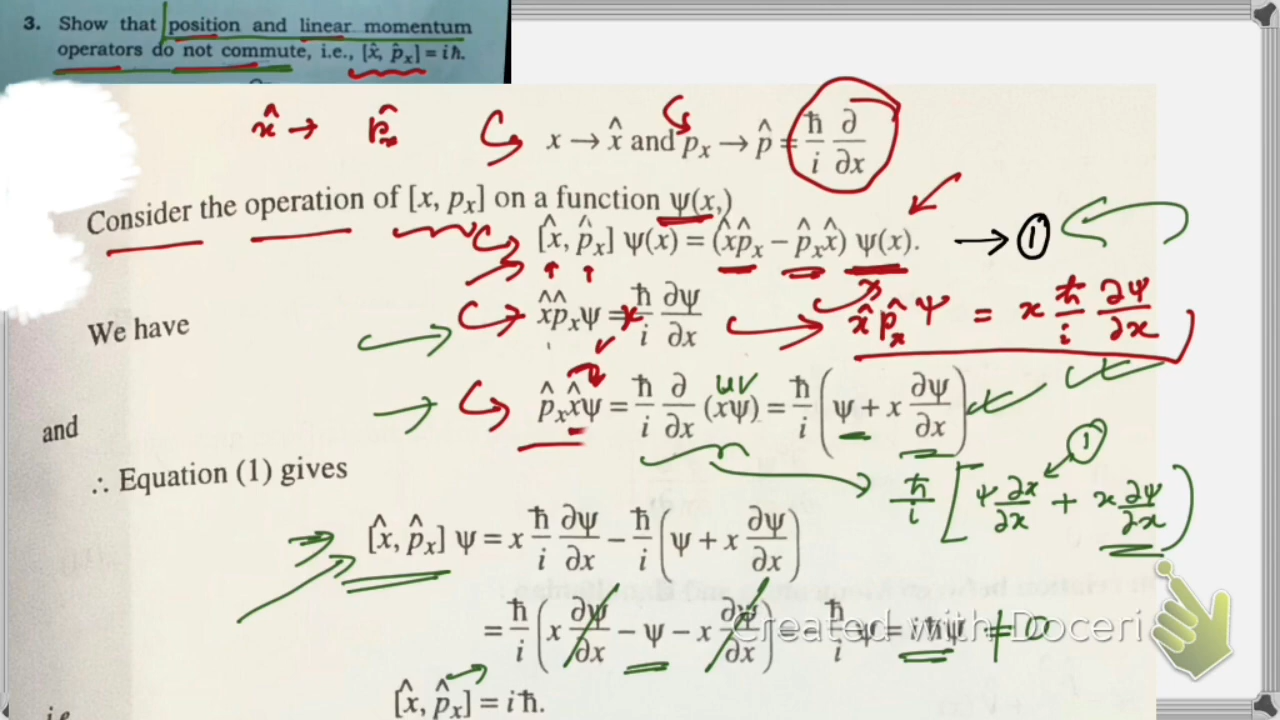 3. Show that position and linear momentum
operators do not commute, i.e., [x̂, p̂ₓ] = iħ.
x̂ → p̂ₓ
x → x̂ and pₓ → p̂ = ħ/i ∂/∂x
Consider the operation of [x, pₓ] on a function ψ(x,)
[x̂, p̂ₓ] ψ(x) = (x̂p̂ₓ − p̂ₓx̂) ψ(x). → ①
We have x̂p̂ₓψ = x ħ/i ∂ψ/∂x → x̂ p̂ₓ ψ = x ħ/i ∂ψ/∂x
uv
and p̂ₓx̂ψ = ħ/i ∂/∂x (xψ) = ħ/i (ψ + x ∂ψ/∂x)
①
∴ Equation (1) gives
ħ/i [ψ ∂x/∂x + x ∂ψ/∂x)
[x̂, p̂ₓ] ψ = x ħ/i ∂ψ/∂x − ħ/i (ψ + x ∂ψ/∂x)
= ħ/i (x ∂ψ/∂x − ψ − x ∂ψ/∂x) = − ħ/i ψ = iħψ ≠ 0
Created with Doceri
[x̂, p̂ₓ] = iħ.
i.e.